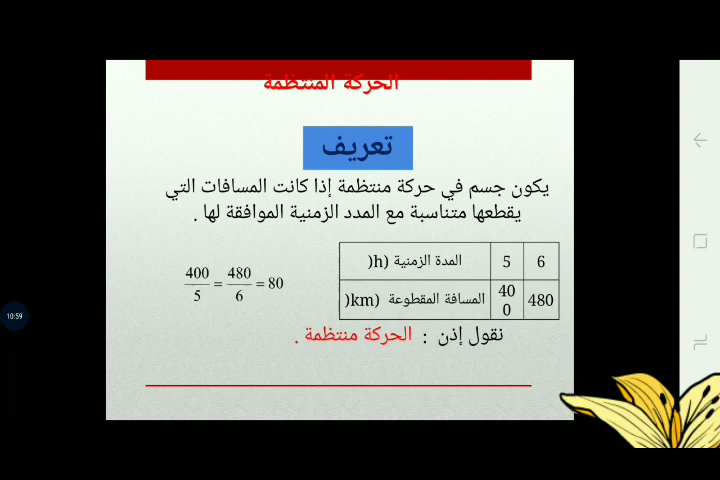 الحركة المنتظمة
تعريف
يكون جسم في حركة منتظمة إذا كانت المسافات التي
يقطعها متناسبة مع المدد الزمنية الموافقة لها .
المدة الزمنية (h( 5 6
المسافة المقطوعة (km( 400 480
400/5 = 480/6 = 80
نقول إذن : الحركة منتظمة .
10:59